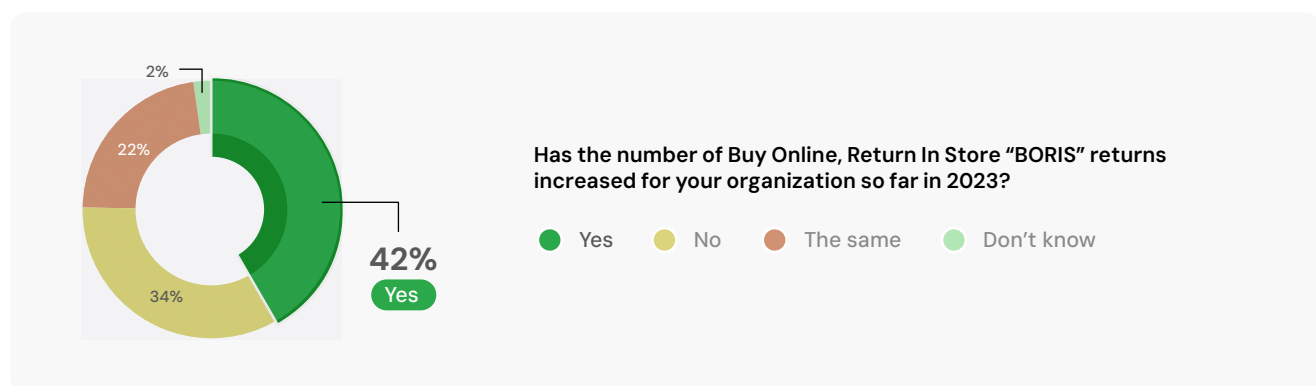 2%
22%
34%
42%
Yes
Has the number of Buy Online, Return In Store “BORIS” returns
increased for your organization so far in 2023?
Yes No The same Don’t know